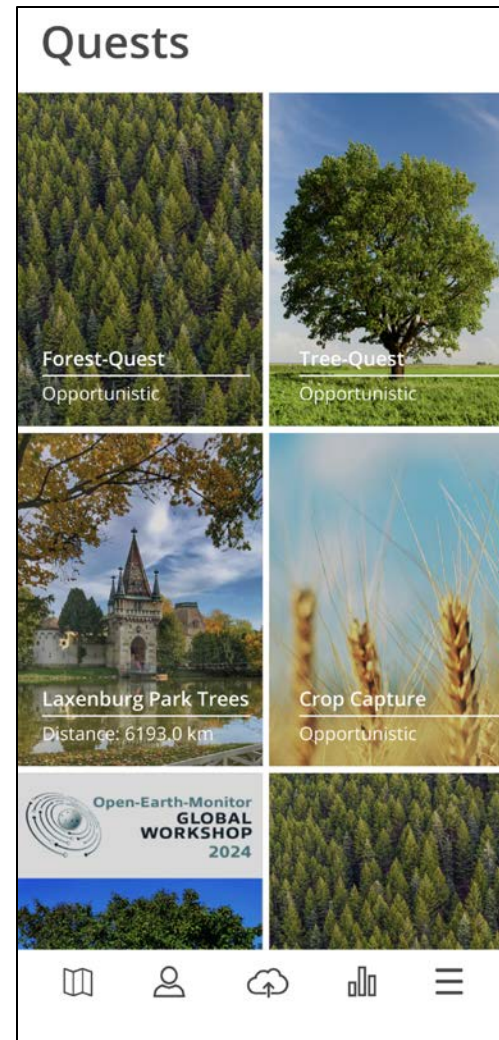 Quests
Forest-Quest
Opportunistic
Tree-Quest
Opportunistic
Laxenburg Park Trees
Distance: 6193.0 km
Crop Capture
Opportunistic
Open-Earth-Monitor
GLOBAL
WORKSHOP
2024